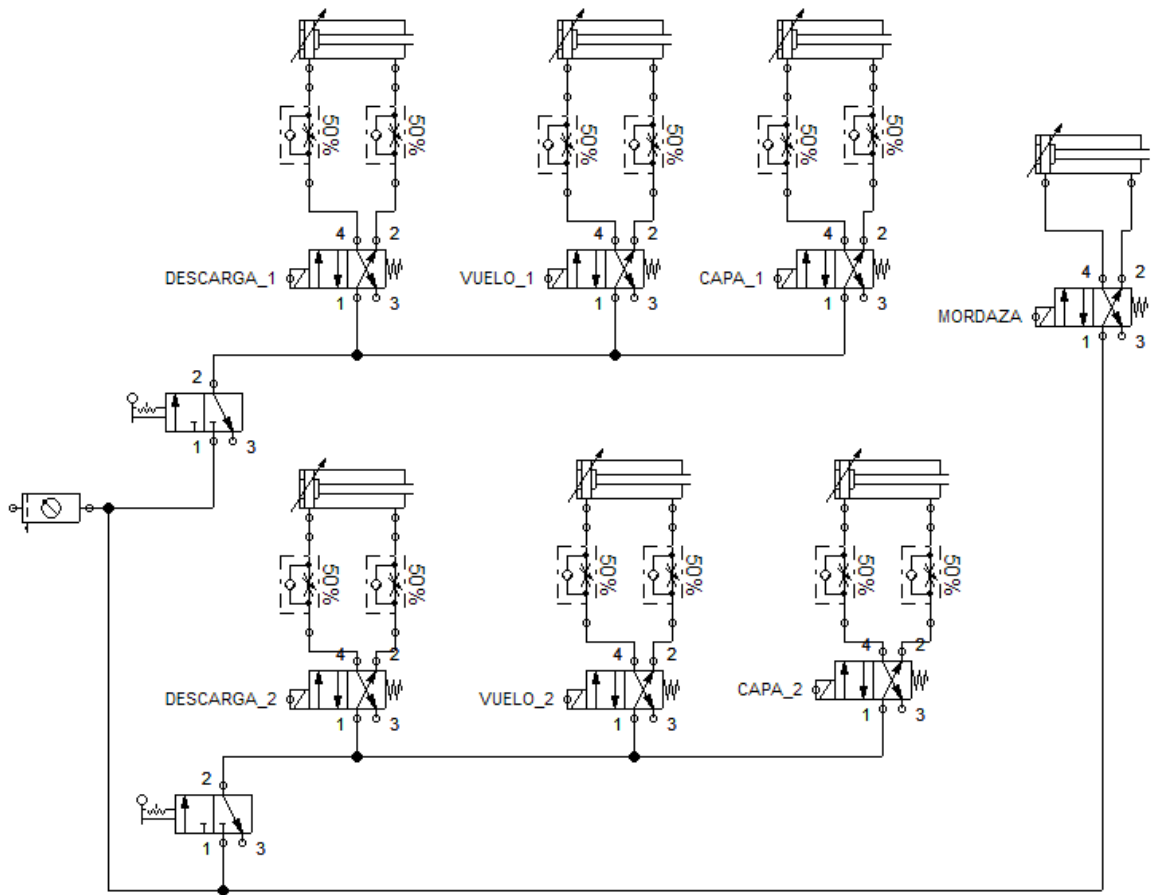 50% 50% 50% 50% 50% 50%
4 2 4 2 4 2
DESCARGA_1 VUELO_1 CAPA_1
1 3 1 3 1 3
4 2
MORDAZA
1 3
2
1 3
50% 50% 50% 50% 50% 50%
4 2 4 2 4 2
DESCARGA_2 VUELO_2 CAPA_2
1 3 1 3 1 3
2
1 3